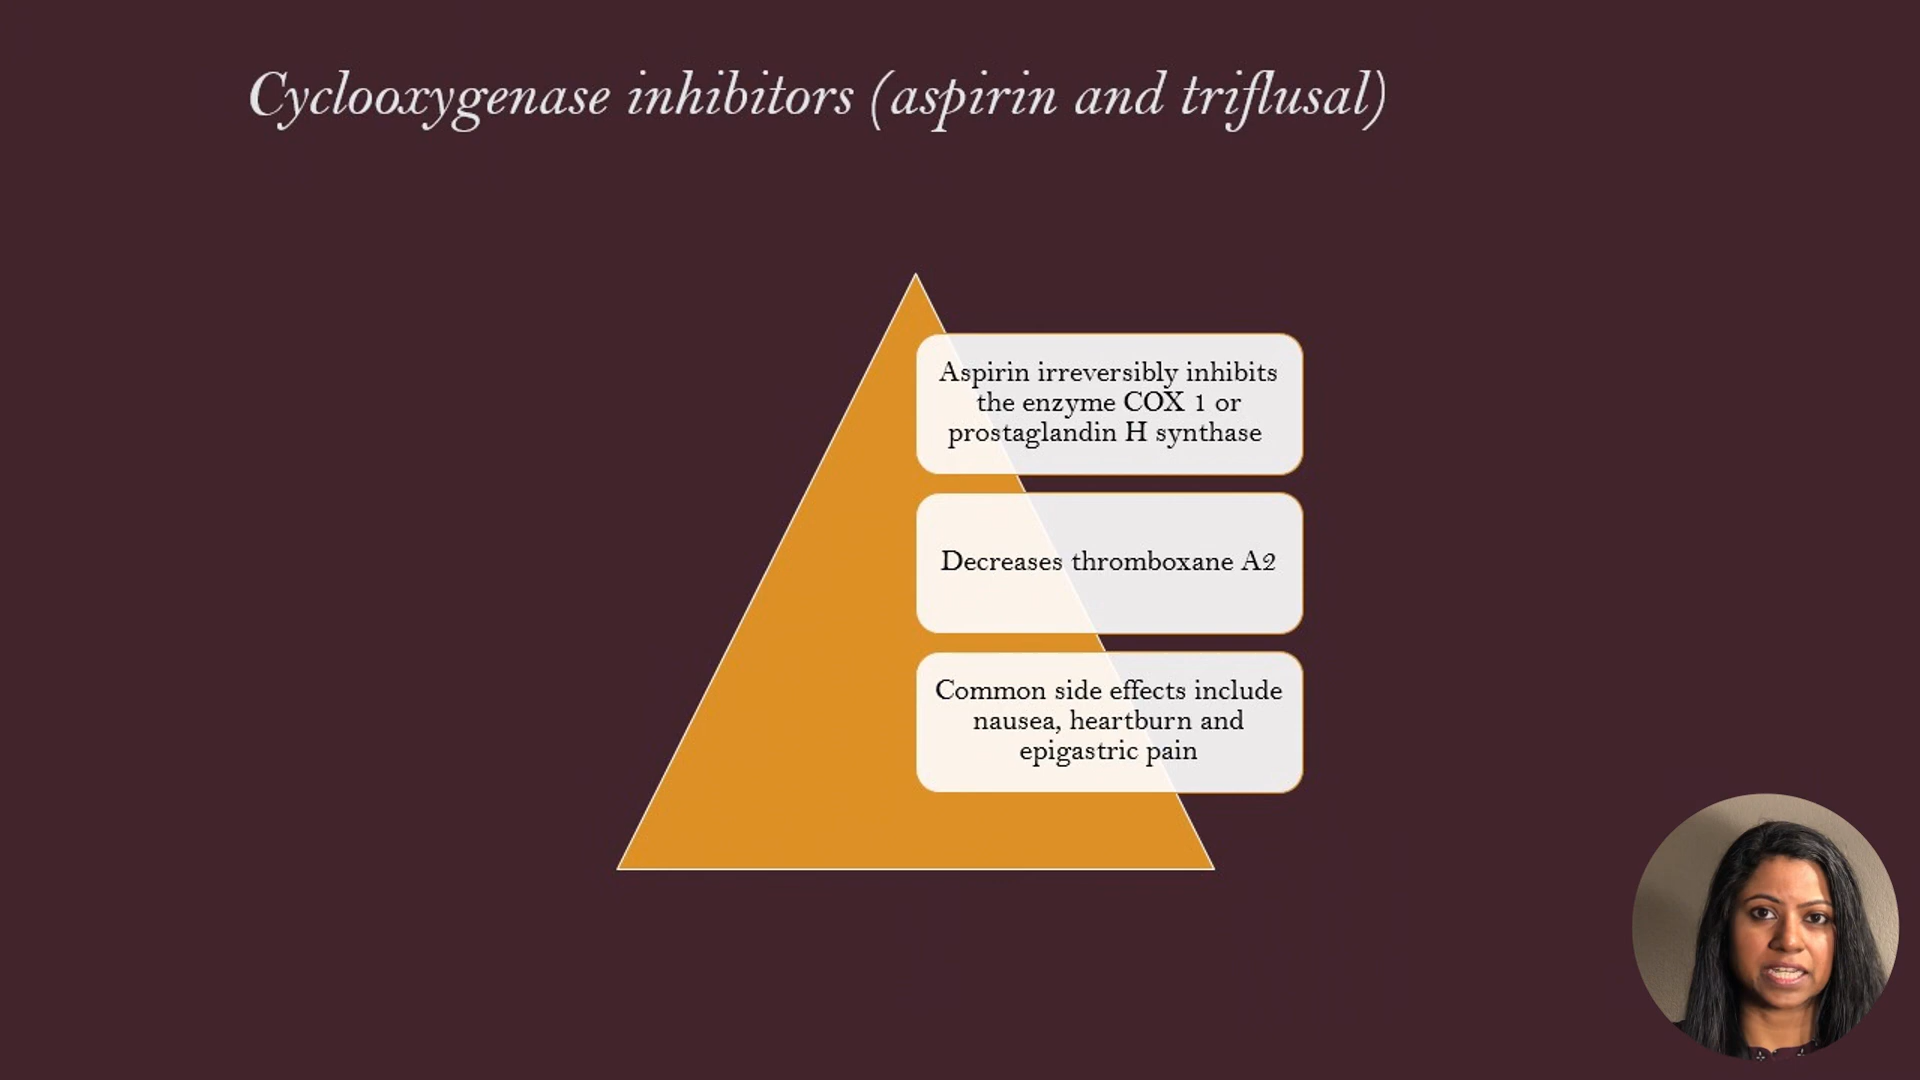 Cyclooxygenase inhibitors (aspirin and triflusal)
Aspirin irreversibly inhibits
the enzyme COX 1 or
prostaglandin H synthase
Decreases thromboxane A2
Common side effects include
nausea, heartburn and
epigastric pain